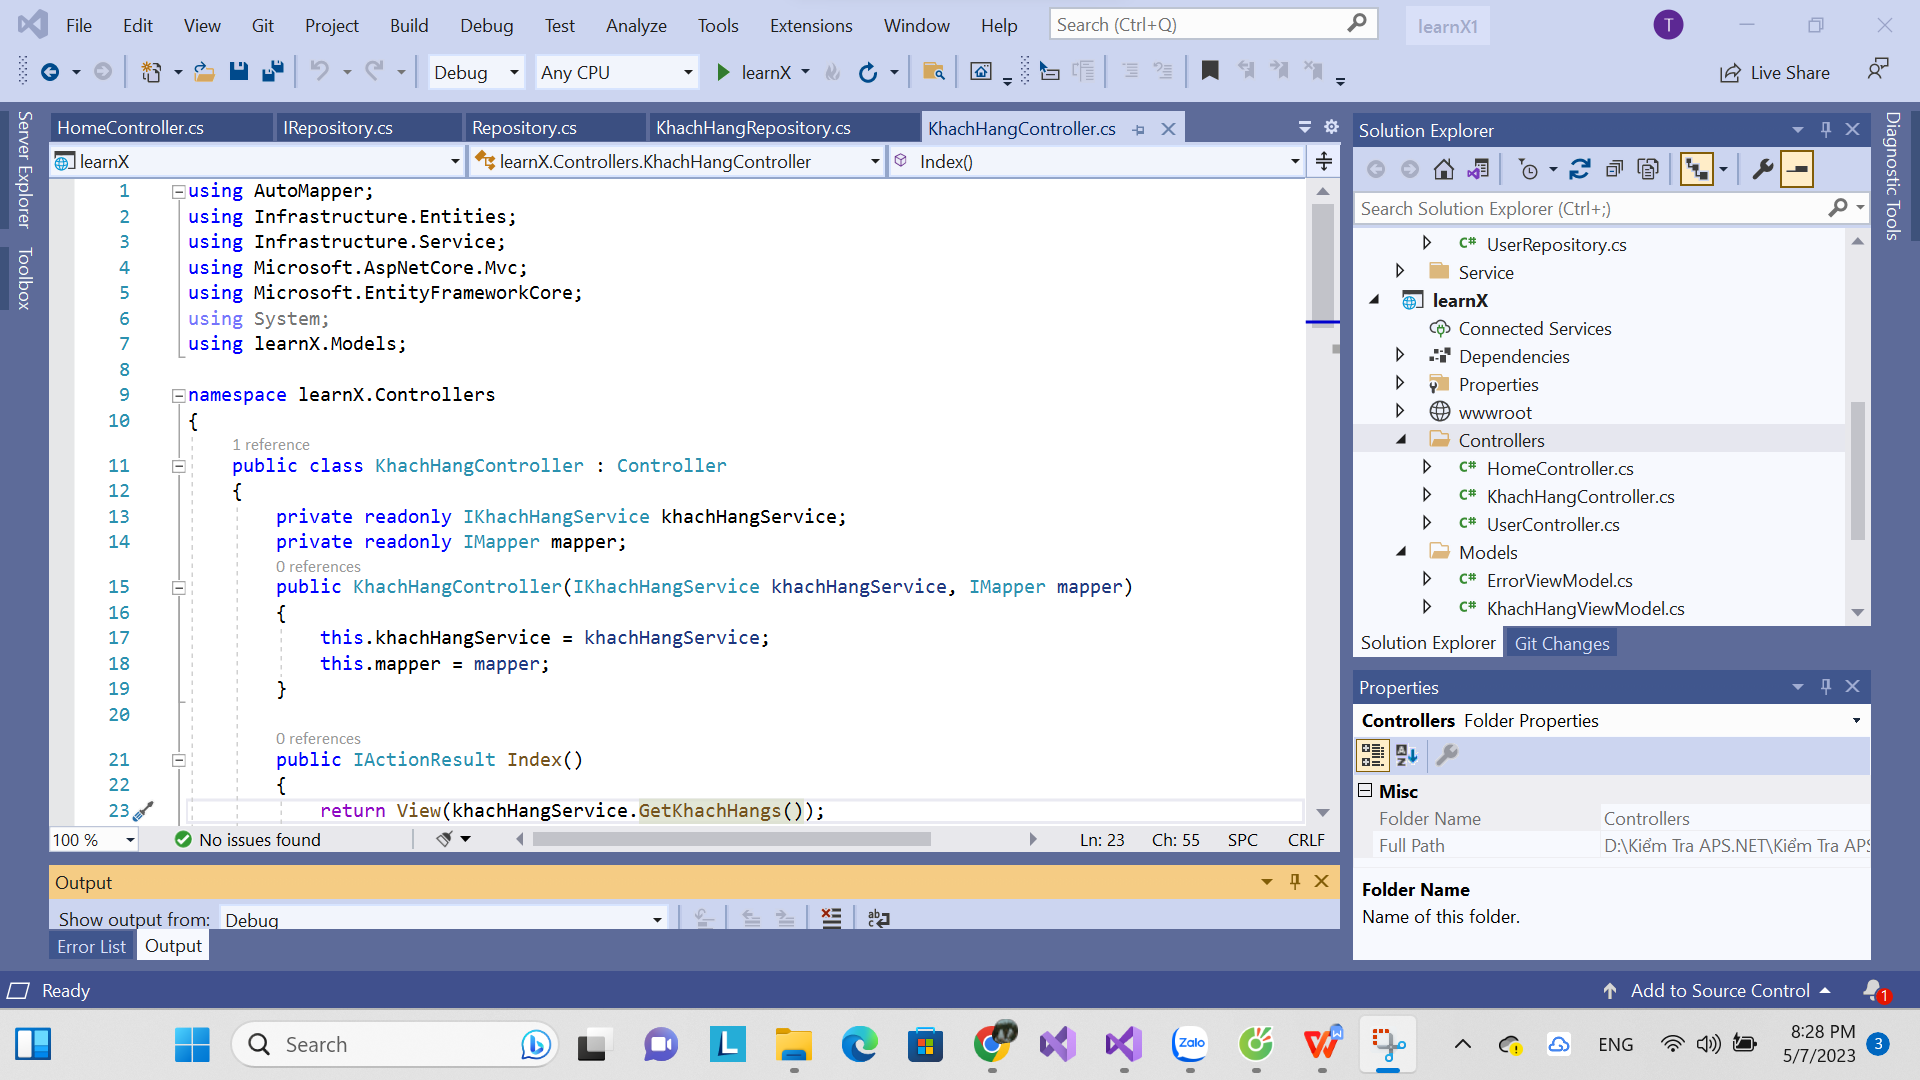 File Edit View Git Project Build Debug Test Analyze Tools Extensions Window Help Search (Ctrl+Q) learnX1 T
Debug Any CPU learnX Live Share
Server Explorer
Toolbox
HomeController.cs IRepository.cs Repository.cs KhachHangRepository.cs KhachHangController.cs
learnX learnX.Controllers.KhachHangController Index()
1 using AutoMapper;
2 using Infrastructure.Entities;
3 using Infrastructure.Service;
4 using Microsoft.AspNetCore.Mvc;
5 using Microsoft.EntityFrameworkCore;
6 using System;
7 using learnX.Models;
8
9 namespace learnX.Controllers
10 {
1 reference
11 public class KhachHangController : Controller
12 {
13 private readonly IKhachHangService khachHangService;
14 private readonly IMapper mapper;
0 references
15 public KhachHangController(IKhachHangService khachHangService, IMapper mapper)
16 {
17 this.khachHangService = khachHangService;
18 this.mapper = mapper;
19 }
20
0 references
21 public IActionResult Index()
22 {
23 return View(khachHangService.GetKhachHangs());
100 % No issues found Ln: 23 Ch: 55 SPC CRLF
Output
Show output from: Debug
Error List Output
Solution Explorer
Search Solution Explorer (Ctrl+;)
C# UserRepository.cs
Service
learnX
Connected Services
Dependencies
Properties
wwwroot
Controllers
C# HomeController.cs
C# KhachHangController.cs
C# UserController.cs
Models
C# ErrorViewModel.cs
C# KhachHangViewModel.cs
Solution Explorer Git Changes
Properties
Controllers Folder Properties
Misc
Folder Name Controllers
Full Path D:\Kiểm Tra APS.NET\Kiểm Tra APS
Folder Name
Name of this folder.
Diagnostic Tools
Ready Add to Source Control 1
Search L Zalo W ENG 8:28 PM 3
5/7/2023